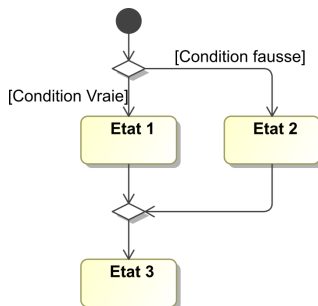 [Condition fausse]
[Condition Vraie]
Etat 1
Etat 2
Etat 3